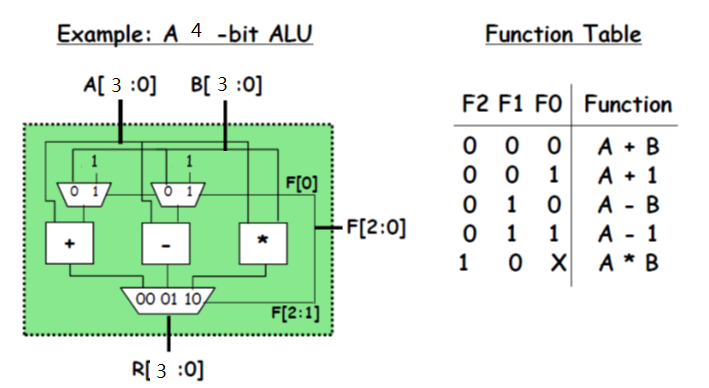 Example: A 4 -bit ALU
A[ 3 :0] B[ 3 :0]
1 1
0 1 0 1 F[0]
+ - *
F[2:0]
00 01 10
F[2:1]
R[ 3 :0]
Function Table
F2 F1 F0 Function
0 0 0 A + B
0 0 1 A + 1
0 1 0 A - B
0 1 1 A - 1
1 0 X A * B